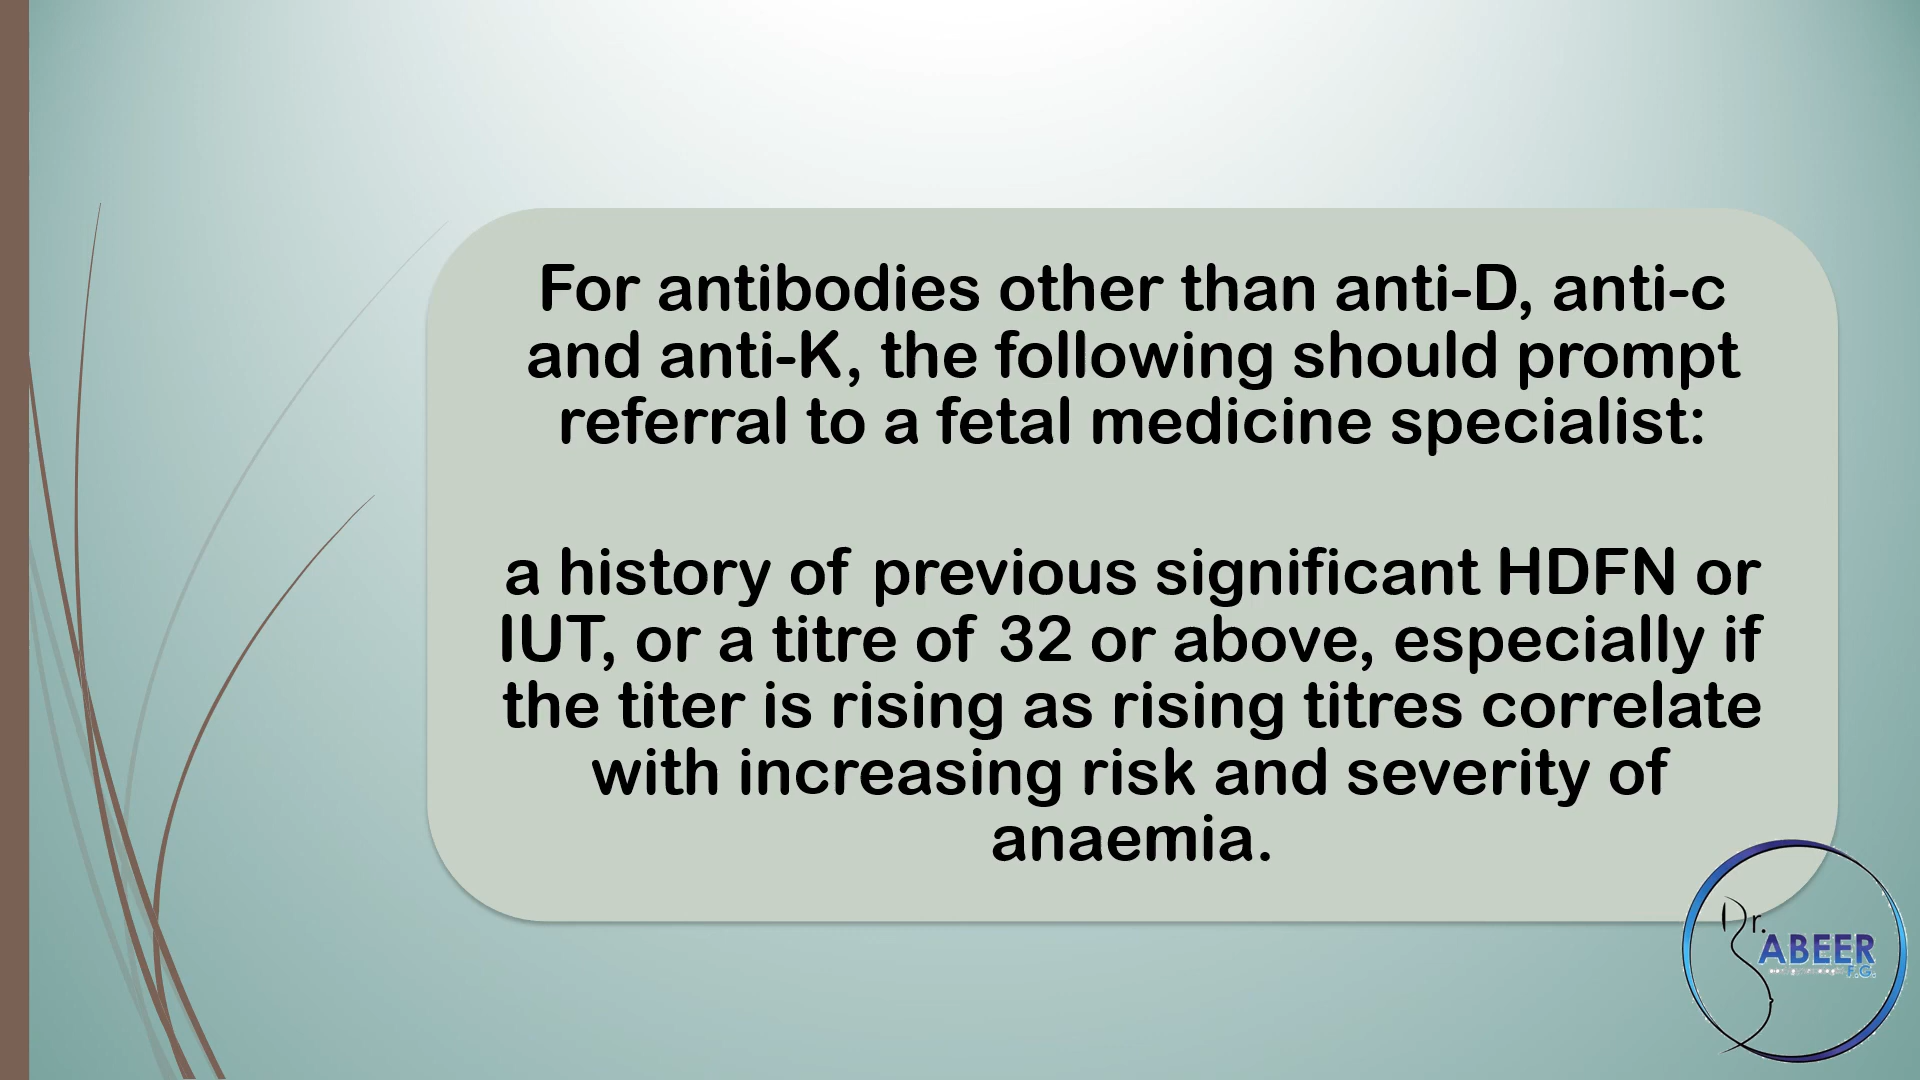 For antibodies other than anti-D, anti-c
and anti-K, the following should prompt
referral to a fetal medicine specialist:
a history of previous significant HDFN or
IUT, or a titre of 32 or above, especially if
the titer is rising as rising titres correlate
with increasing risk and severity of
anaemia.
Dr.
ABEER
F.G.